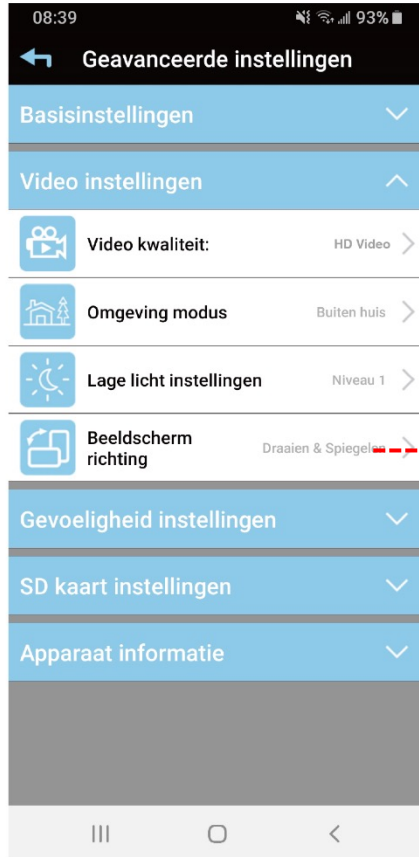 08:39 93%
Geavanceerde instellingen
Basisinstellingen
Video instellingen
Video kwaliteit: HD Video
Omgeving modus Buiten huis
Lage licht instellingen Niveau 1
Beeldscherm
richting Draaien & Spiegelen
Gevoeligheid instellingen
SD kaart instellingen
Apparaat informatie